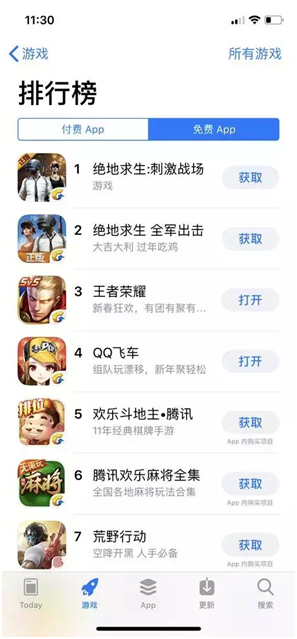 11:30
游戏
所有游戏
排行榜
付费 App
免费 App
1 绝地求生:刺激战场
游戏
获取
2 绝地求生 全军出击
大吉大利 过年吃鸡
获取
正版
3 王者荣耀
新春狂欢，有团有聚有...
打开
5v5
4 QQ飞车
组队玩漂移，新年聚轻松
打开
5 欢乐斗地主•腾讯
11年经典棋牌手游
获取
App 内购买项目
排位
6 腾讯欢乐麻将全集
全国各地麻将玩法合集
获取
App 内购买项目
麻将
7 荒野行动
空降开黑 人手必备
获取
App 内购买项目
Today
游戏
App
更新
搜索